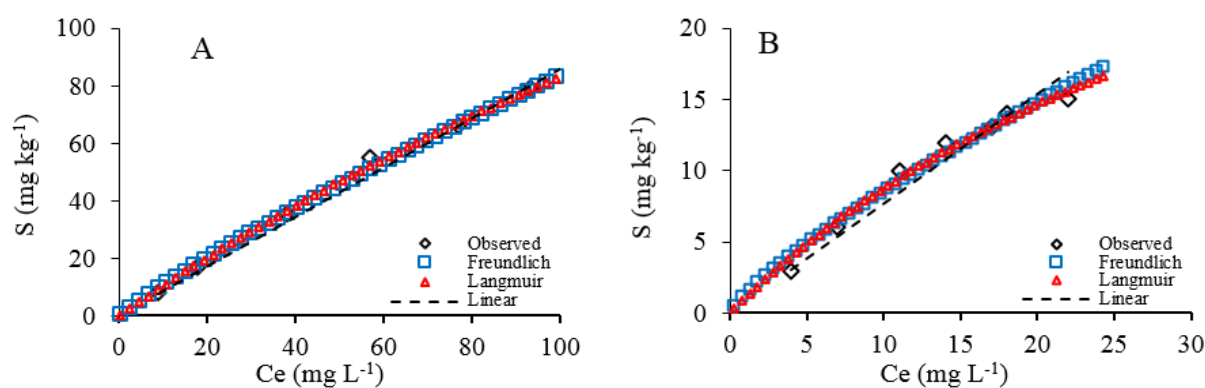 A
S (mg kg⁻¹)
100
80
60
40
20
0
0 20 40 60 80 100
Ce (mg L⁻¹)
Observed
Freundlich
Langmuir
Linear
B
S (mg kg⁻¹)
20
15
10
5
0
0 5 10 15 20 25 30
Ce (mg L⁻¹)
Observed
Freundlich
Langmuir
Linear